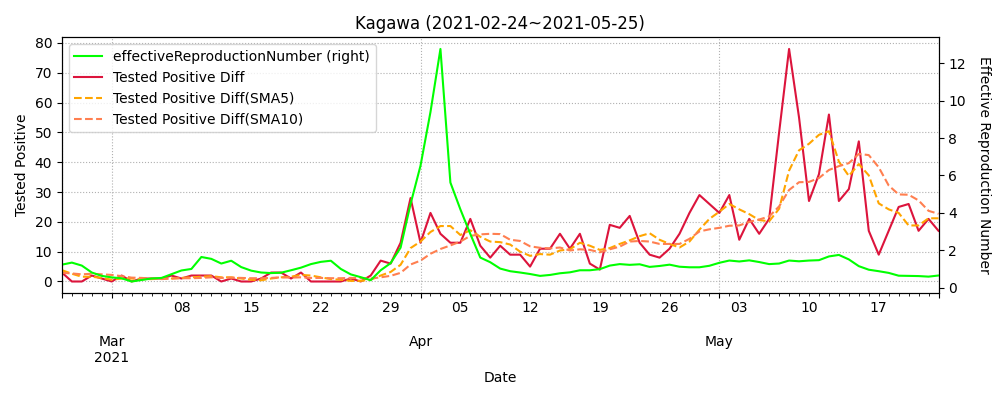 Kagawa (2021-02-24~2021-05-25)
effectiveReproductionNumber (right)
Tested Positive Diff
Tested Positive Diff(SMA5)
Tested Positive Diff(SMA10)
Tested Positive
80
70
60
50
40
30
20
10
0
Effective Reproduction Number
12
10
8
6
4
2
0
08 15 22 29 05 12 19 26 03 10 17
Mar Apr May
2021
Date